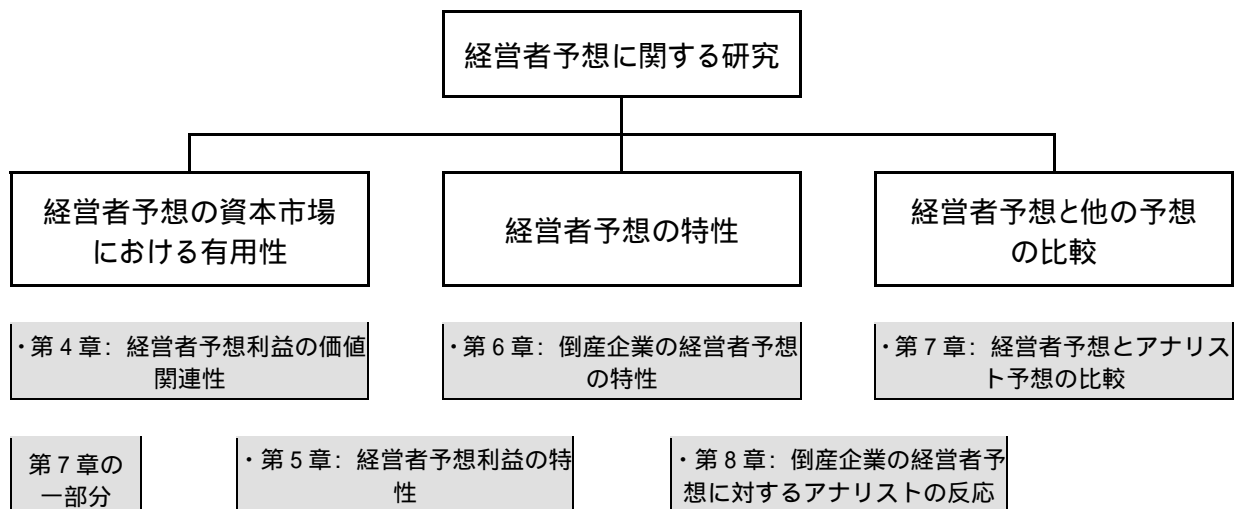 経営者予想に関する研究
経営者予想の資本市場
における有用性
経営者予想の特性
経営者予想と他の予想
の比較
・第4章: 経営者予想利益の価値
関連性
・第6章: 倒産企業の経営者予想
の特性
・第7章: 経営者予想とアナリス
ト予想の比較
第7章の
一部分
・第5章: 経営者予想利益の特
性
・第8章: 倒産企業の経営者予
想に対するアナリストの反応